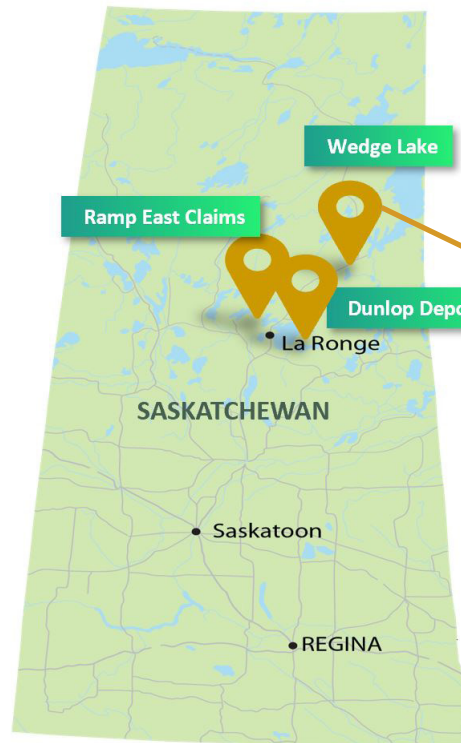 Wedge Lake
Ramp East Claims
Dunlop Depo
La Ronge
SASKATCHEWAN
Saskatoon
REGINA